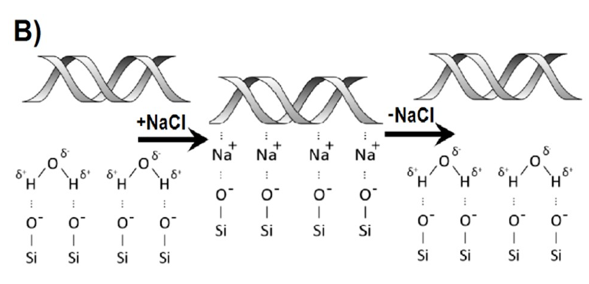 B)
+NaCl
-NaCl
δ⁻ δ⁻
O O
δ⁺ δ⁺ δ⁺ δ⁺
H H H H
O⁻ O⁻ O⁻ O⁻
Si Si Si Si
Na⁺ Na⁺ Na⁺ Na⁺
O⁻ O⁻ O⁻ O⁻
Si Si Si Si
δ⁻ δ⁻
O O
δ⁺ δ⁺ δ⁺ δ⁺
H H H H
O⁻ O⁻ O⁻ O⁻
Si Si Si Si